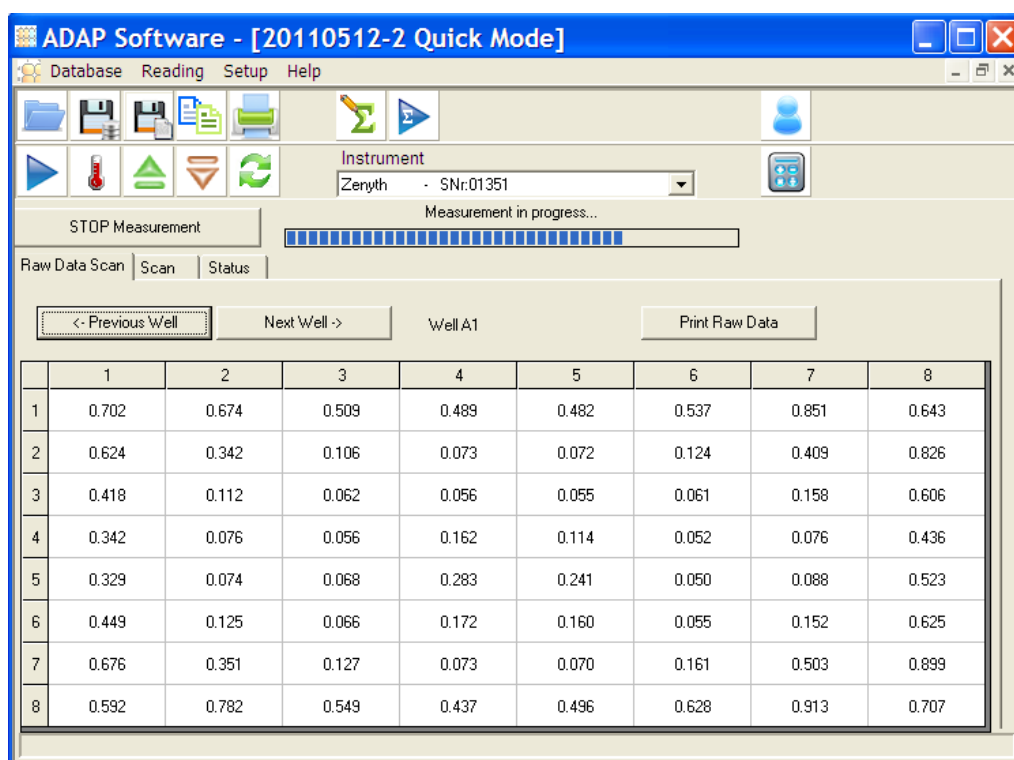 ADAP Software - [20110512-2 Quick Mode]
Database Reading Setup Help
Instrument
Zenyth - SNr:01351
STOP Measurement
Measurement in progress...
Raw Data Scan Scan Status
<- Previous Well Next Well -> Well A1 Print Raw Data
1 2 3 4 5 6 7 8
1 0.702 0.674 0.509 0.489 0.482 0.537 0.851 0.643
2 0.624 0.342 0.106 0.073 0.072 0.124 0.409 0.826
3 0.418 0.112 0.062 0.056 0.055 0.061 0.158 0.606
4 0.342 0.076 0.056 0.162 0.114 0.052 0.076 0.436
5 0.329 0.074 0.068 0.283 0.241 0.050 0.088 0.523
6 0.449 0.125 0.066 0.172 0.160 0.055 0.152 0.625
7 0.676 0.351 0.127 0.073 0.070 0.161 0.503 0.899
8 0.592 0.782 0.549 0.437 0.496 0.628 0.913 0.707